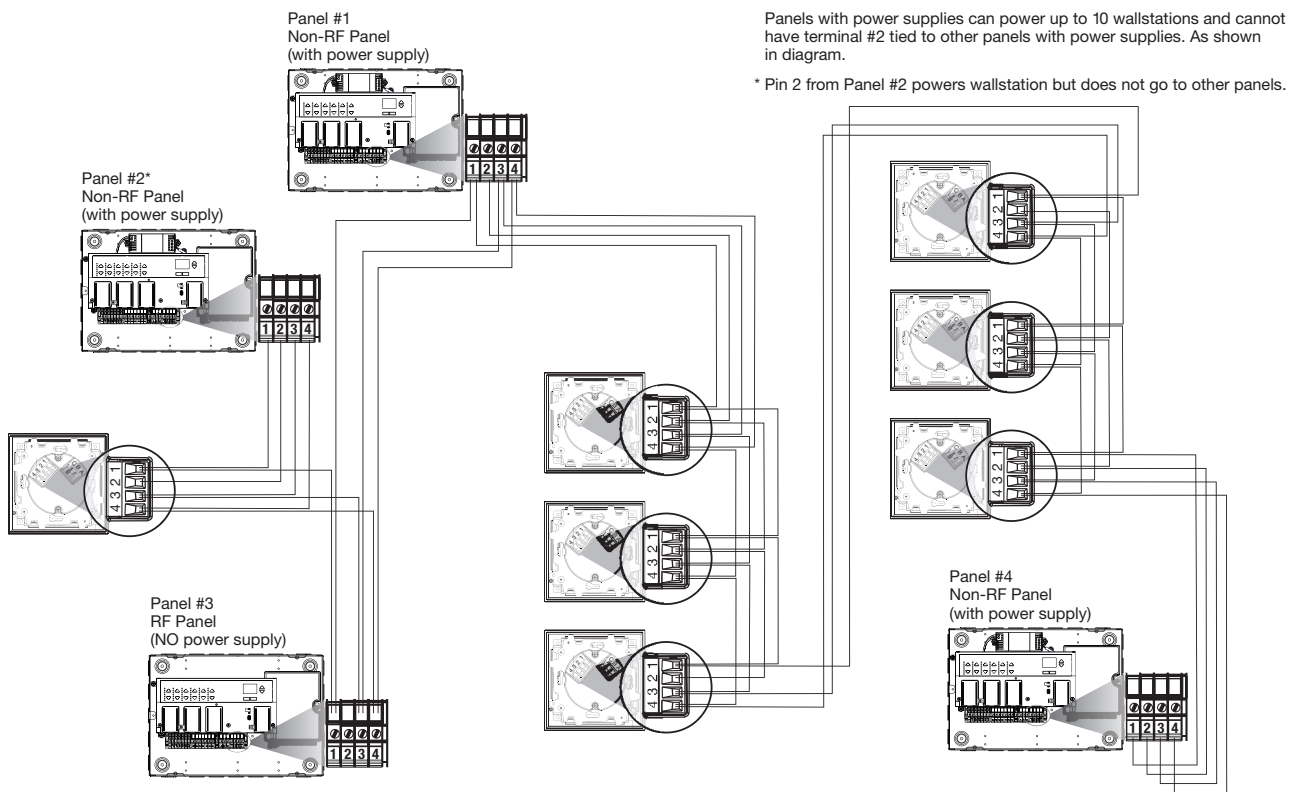 Panel #1
Non-RF Panel
(with power supply)
Panels with power supplies can power up to 10 wallstations and cannot
have terminal #2 tied to other panels with power supplies. As shown
in diagram.
* Pin 2 from Panel #2 powers wallstation but does not go to other panels.
1 2 3 4
Panel #2*
Non-RF Panel
(with power supply)
1 2 3 4
4 3 2 1
4 3 2 1
4 3 2 1
4 3 2 1
4 3 2 1
4 3 2 1
4 3 2 1
Panel #3
RF Panel
(NO power supply)
1 2 3 4
Panel #4
Non-RF Panel
(with power supply)
1 2 3 4